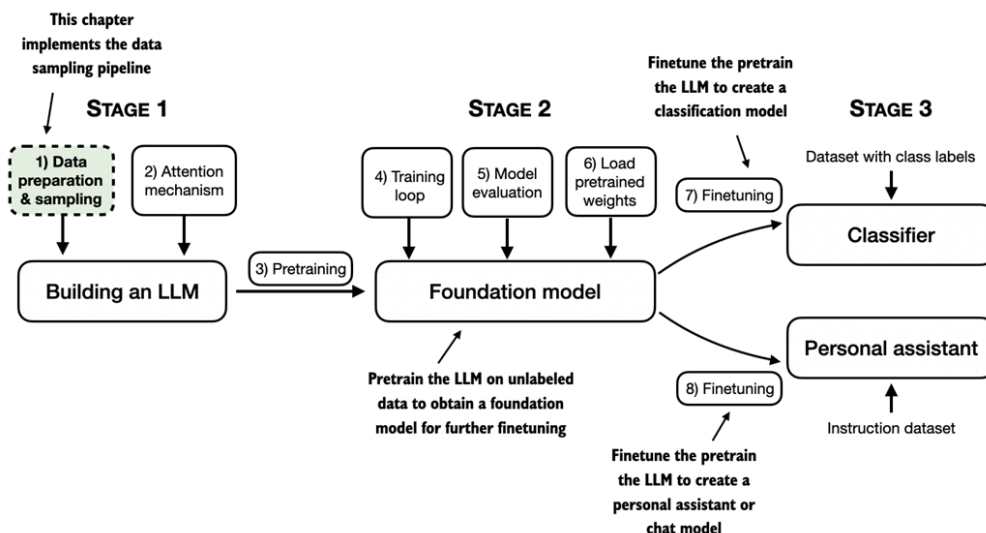 This chapter
implements the data
sampling pipeline
STAGE 1
1) Data
preparation
& sampling
2) Attention
mechanism
Building an LLM
3) Pretraining
STAGE 2
4) Training
loop
5) Model
evaluation
6) Load
pretrained
weights
Foundation model
Pretrain the LLM on unlabeled
data to obtain a foundation
model for further finetuning
Finetune the pretrain
the LLM to create a
classification model
STAGE 3
7) Finetuning
Dataset with class labels
Classifier
Personal assistant
8) Finetuning
Instruction dataset
Finetune the pretrain
the LLM to create a
personal assistant or
chat model